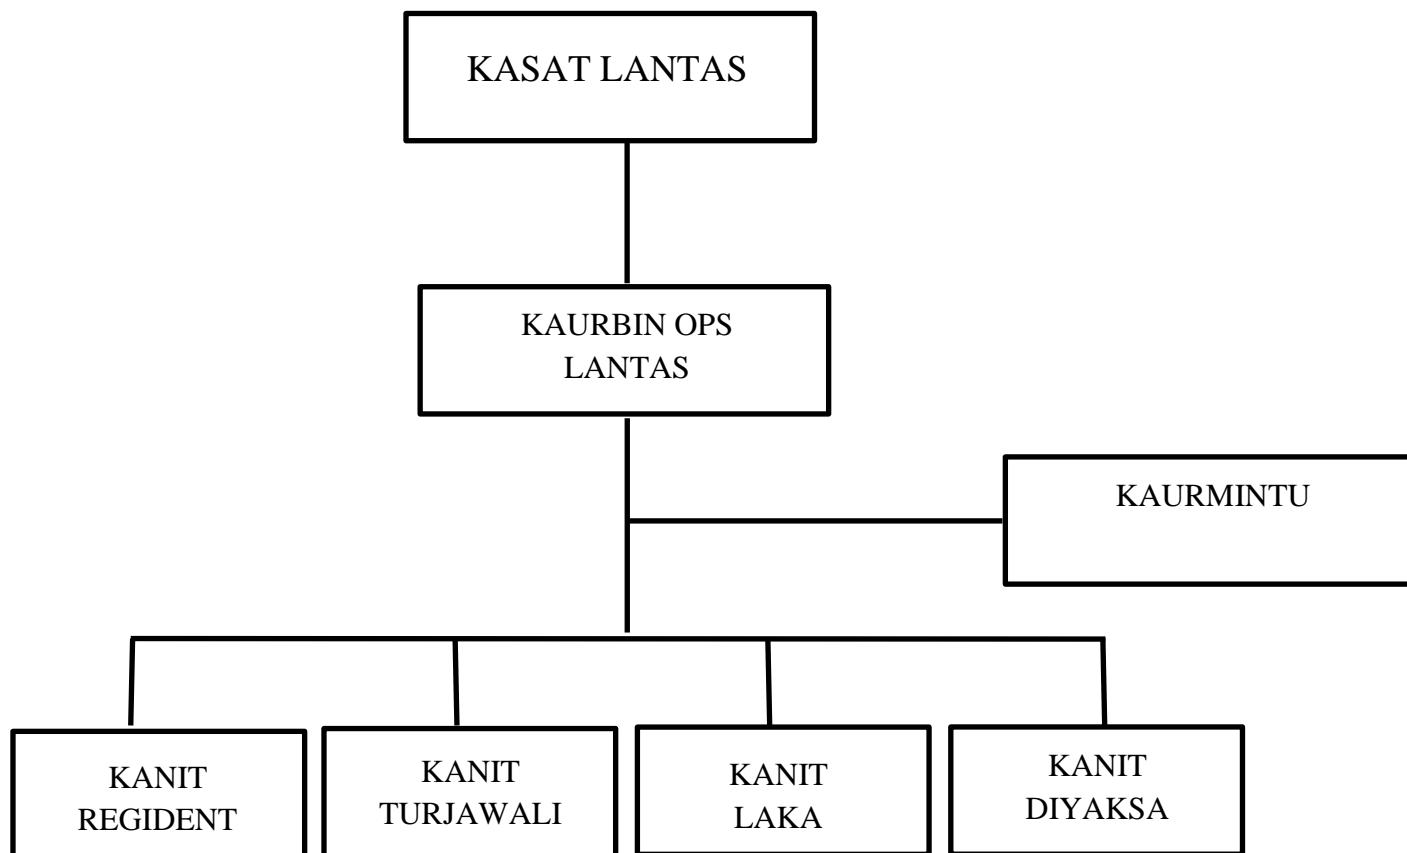 KASAT LANTAS
KAURBIN OPS
LANTAS
KAURMINTU
KANIT
REGIDENT
KANIT
TURJAWALI
KANIT
LAKA
KANIT
DIYAKSA